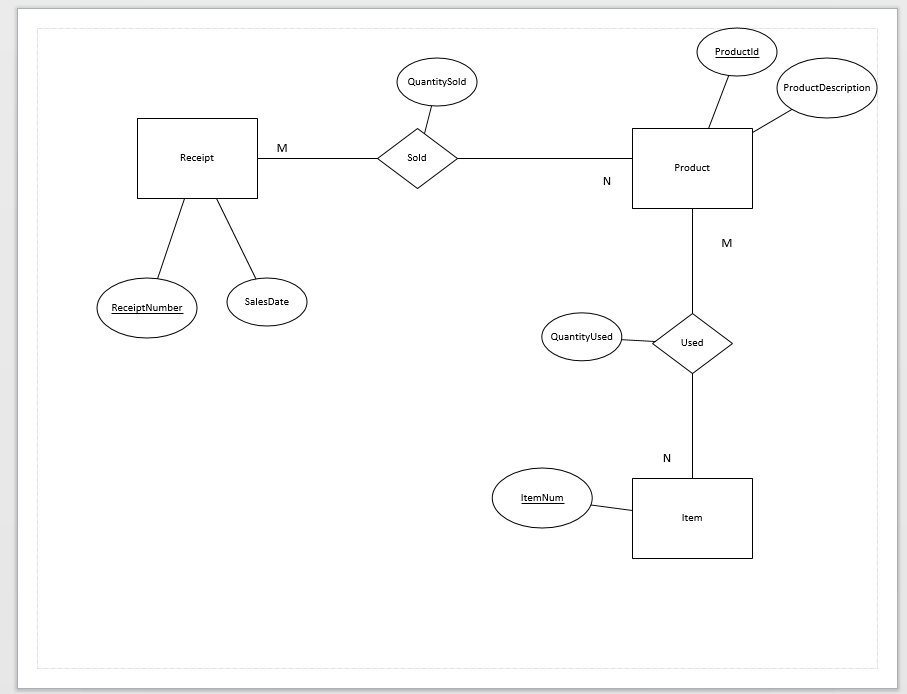 ProductId
QuantitySold
ProductDescription
Receipt
M
Sold
N
Product
M
ReceiptNumber
SalesDate
QuantityUsed
Used
N
ItemNum
Item